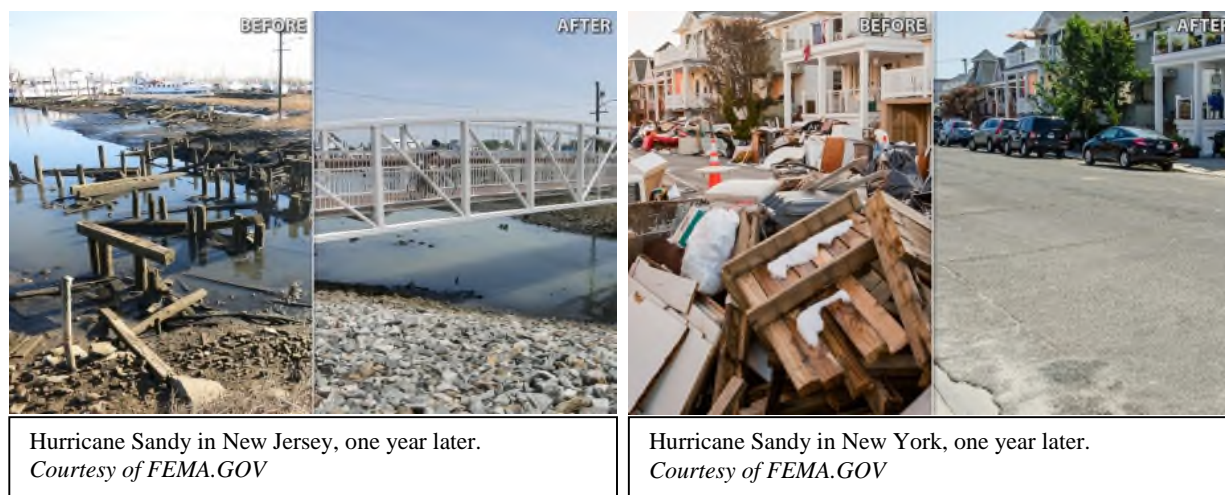 BEFORE
AFTER
BEFORE
AFTER
Hurricane Sandy in New Jersey, one year later.
Courtesy of FEMA.GOV
Hurricane Sandy in New York, one year later.
Courtesy of FEMA.GOV